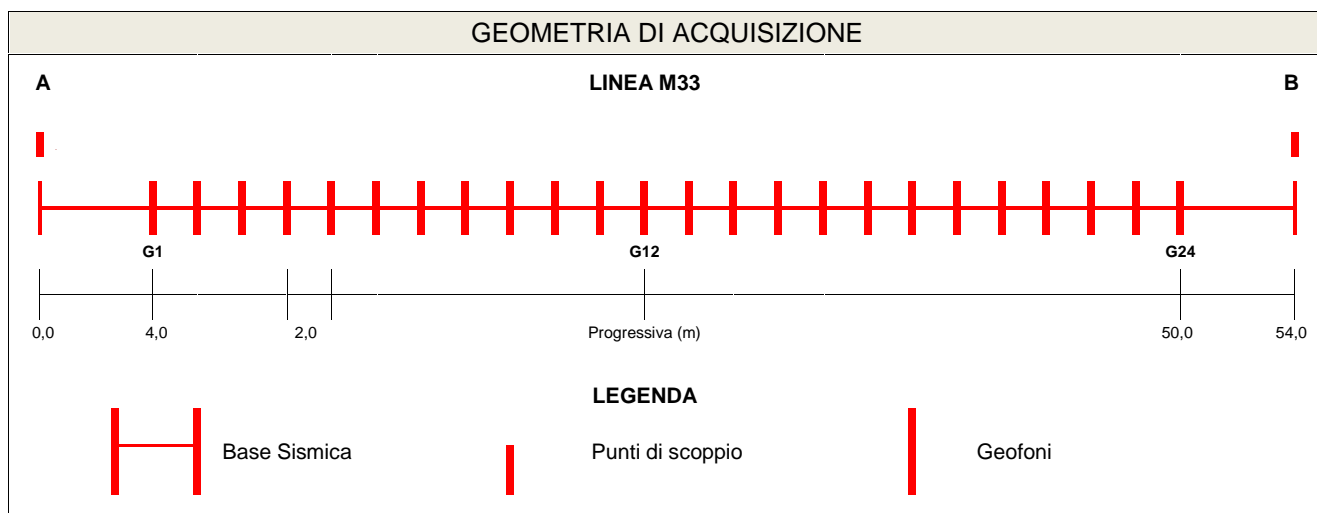 GEOMETRIA DI ACQUISIZIONE
A LINEA M33 B
G1 G12 G24
0,0 4,0 2,0 Progressiva (m) 50,0 54,0
LEGENDA
Base Sismica Punti di scoppio Geofoni